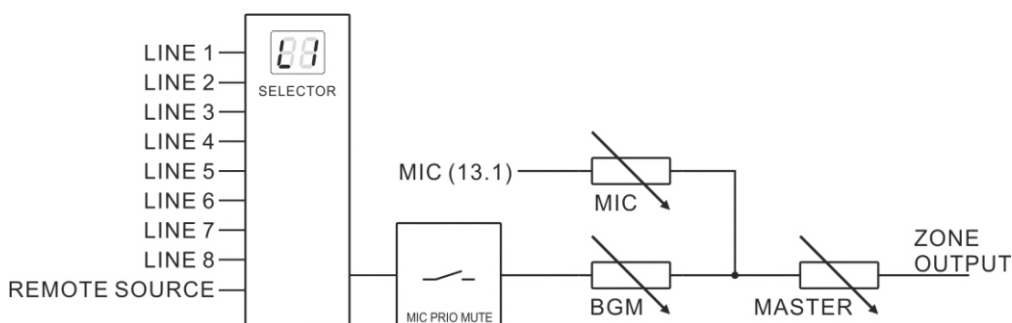 L1
SELECTOR
LINE 1
LINE 2
LINE 3
LINE 4
LINE 5
LINE 6
LINE 7
LINE 8
REMOTE SOURCE
MIC (13.1)
MIC
MIC PRIO MUTE
BGM
MASTER
ZONE
OUTPUT